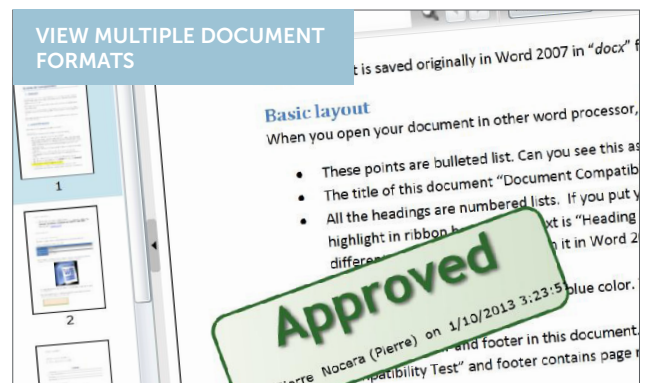 VIEW MULTIPLE DOCUMENT
FORMATS
t is saved originally in Word 2007 in “docx” f
Basic layout
When you open your document in other word processor,
• These points are bulleted list. Can you see this as
• The title of this document “Document Compatib
• All the headings are numbered lists. If you put y
highlight in ribbon xt is “Heading
differen it in Word 2
Approved
erre Nocera (Pierre) on 1/10/2013 3:23:5
blue color.
and footer in this document.
patibility Test” and footer contains page
1
2